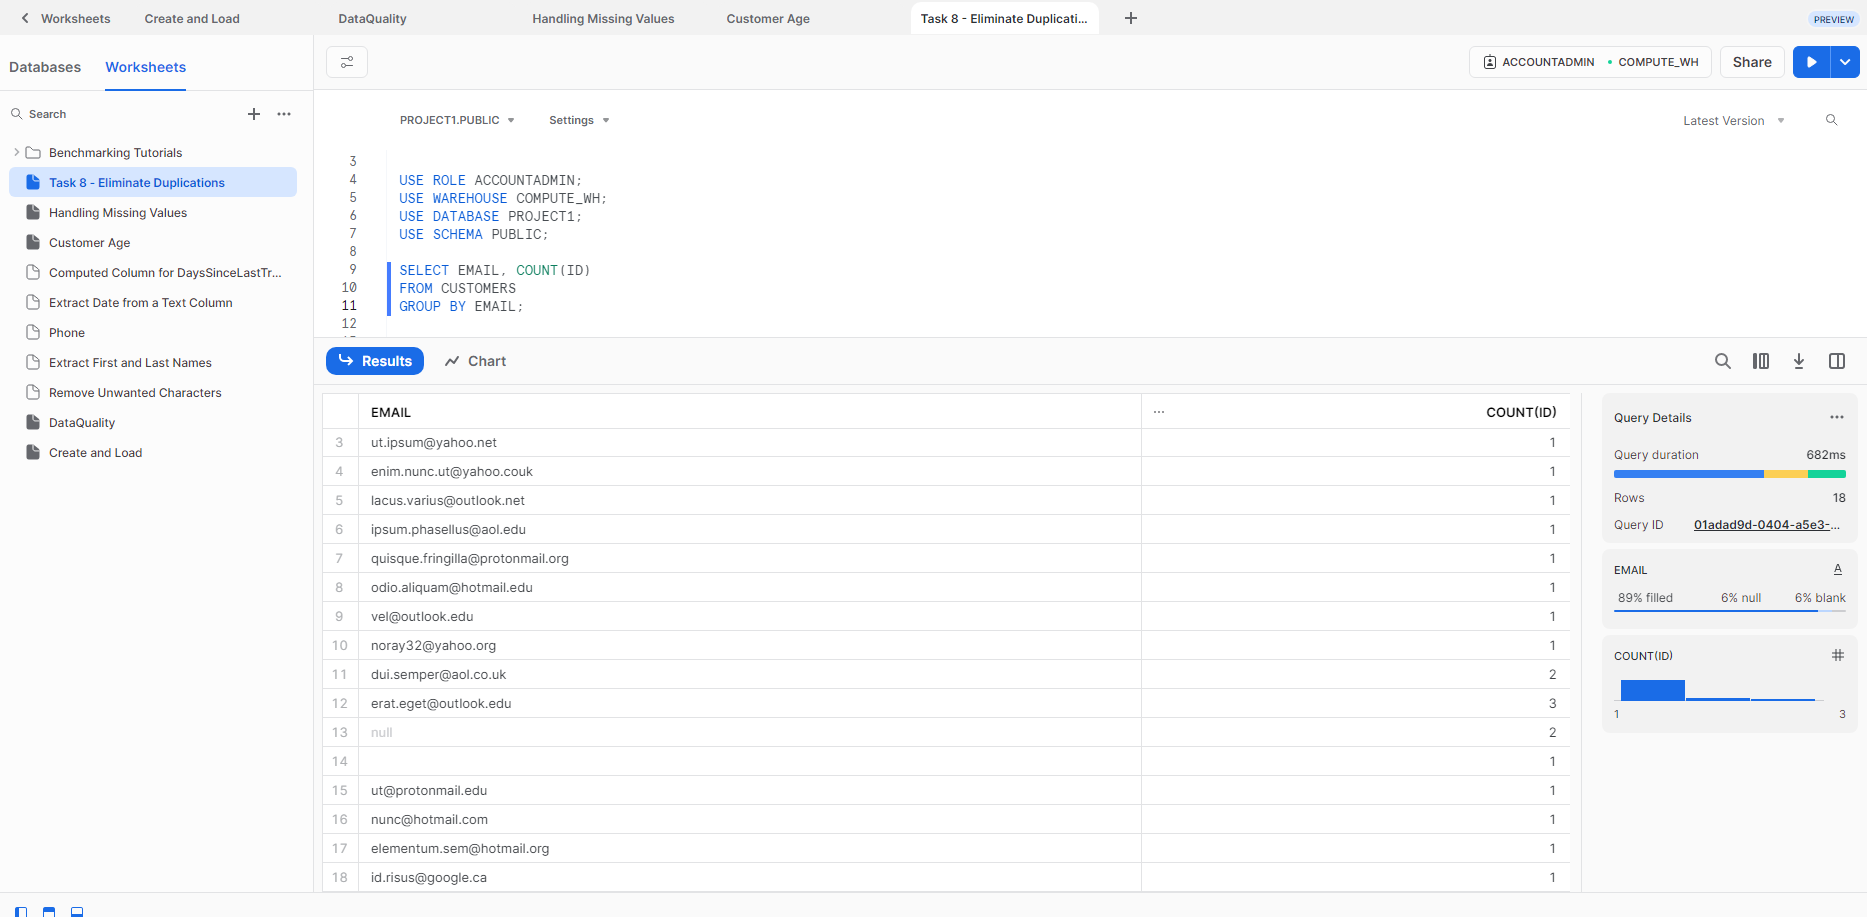 Worksheets
Create and Load
DataQuality
Handling Missing Values
Customer Age
Task 8 - Eliminate Duplicati...
PREVIEW
Databases
Worksheets
ACCOUNTADMIN
COMPUTE_WH
Share
Search
Benchmarking Tutorials
Task 8 - Eliminate Duplications
Handling Missing Values
Customer Age
Computed Column for DaysSinceLastTr...
Extract Date from a Text Column
Phone
Extract First and Last Names
Remove Unwanted Characters
DataQuality
Create and Load
PROJECT1.PUBLIC
Settings
Latest Version
3
4 USE ROLE ACCOUNTADMIN;
5 USE WAREHOUSE COMPUTE_WH;
6 USE DATABASE PROJECT1;
7 USE SCHEMA PUBLIC;
8
9 SELECT EMAIL, COUNT(ID)
10 FROM CUSTOMERS
11 GROUP BY EMAIL;
12
Results
Chart
EMAIL ... COUNT(ID)
3 ut.ipsum@yahoo.net 1
4 enim.nunc.ut@yahoo.couk 1
5 lacus.varius@outlook.net 1
6 ipsum.phasellus@aol.edu 1
7 quisque.fringilla@protonmail.org 1
8 odio.aliquam@hotmail.edu 1
9 vel@outlook.edu 1
10 noray32@yahoo.org 1
11 dui.semper@aol.co.uk 2
12 erat.eget@outlook.edu 3
13 null 2
14 1
15 ut@protonmail.edu 1
16 nunc@hotmail.com 1
17 elementum.sem@hotmail.org 1
18 id.risus@google.ca 1
Query Details
Query duration 682ms
Rows 18
Query ID 01adad9d-0404-a5e3-...
EMAIL A
89% filled 6% null 6% blank
COUNT(ID) #
1 3